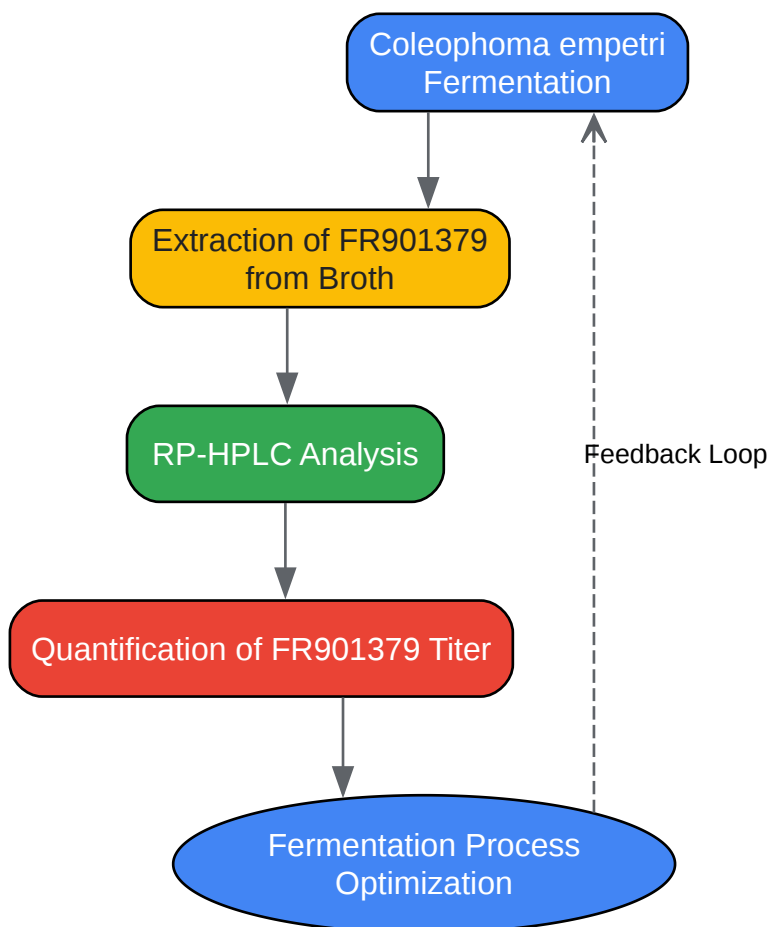 Coleophoma empetri
Fermentation
Extraction of FR901379
from Broth
RP-HPLC Analysis
Feedback Loop
Quantification of FR901379 Titer
Fermentation Process
Optimization